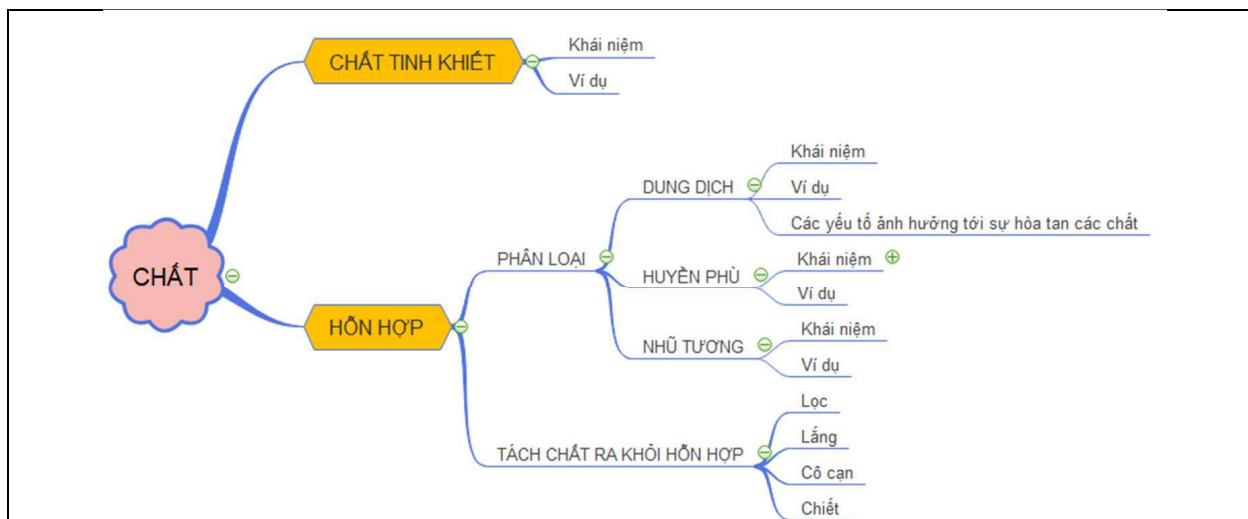 CHẤT
CHẤT TINH KHIẾT
Khái niệm
Ví dụ
HỖN HỢP
PHÂN LOẠI
DUNG DỊCH
Khái niệm
Ví dụ
Các yếu tố ảnh hưởng tới sự hòa tan các chất
HUYỀN PHÙ
Khái niệm
Ví dụ
NHŨ TƯƠNG
Khái niệm
Ví dụ
TÁCH CHẤT RA KHỎI HỖN HỢP
Lọc
Lắng
Cô cạn
Chiết